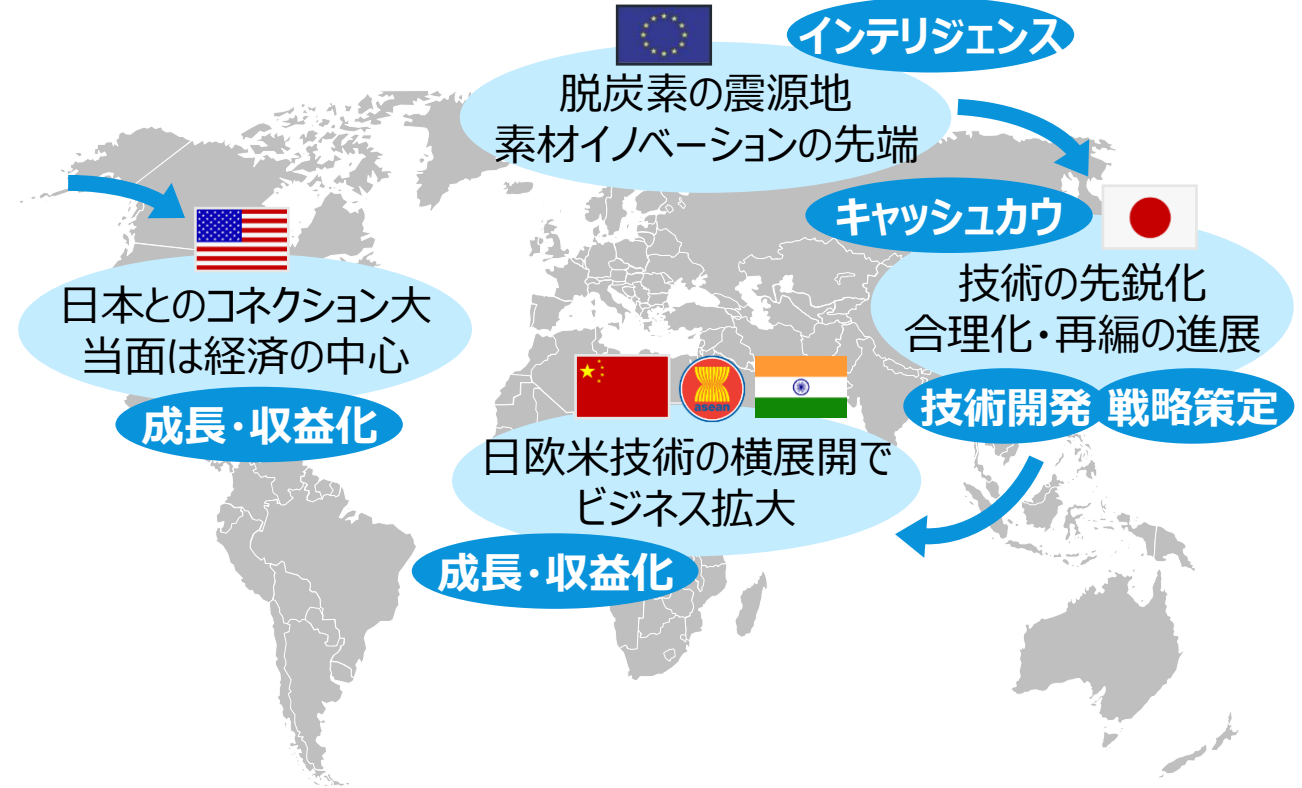 インテリジェンス
脱炭素の震源地
素材イノベーションの先端
キャッシュカウ
技術の先鋭化
合理化・再編の進展
技術開発
戦略策定
日本とのコネクション大
当面は経済の中心
成長・収益化
asean
日欧米技術の横展開で
ビジネス拡大
成長・収益化